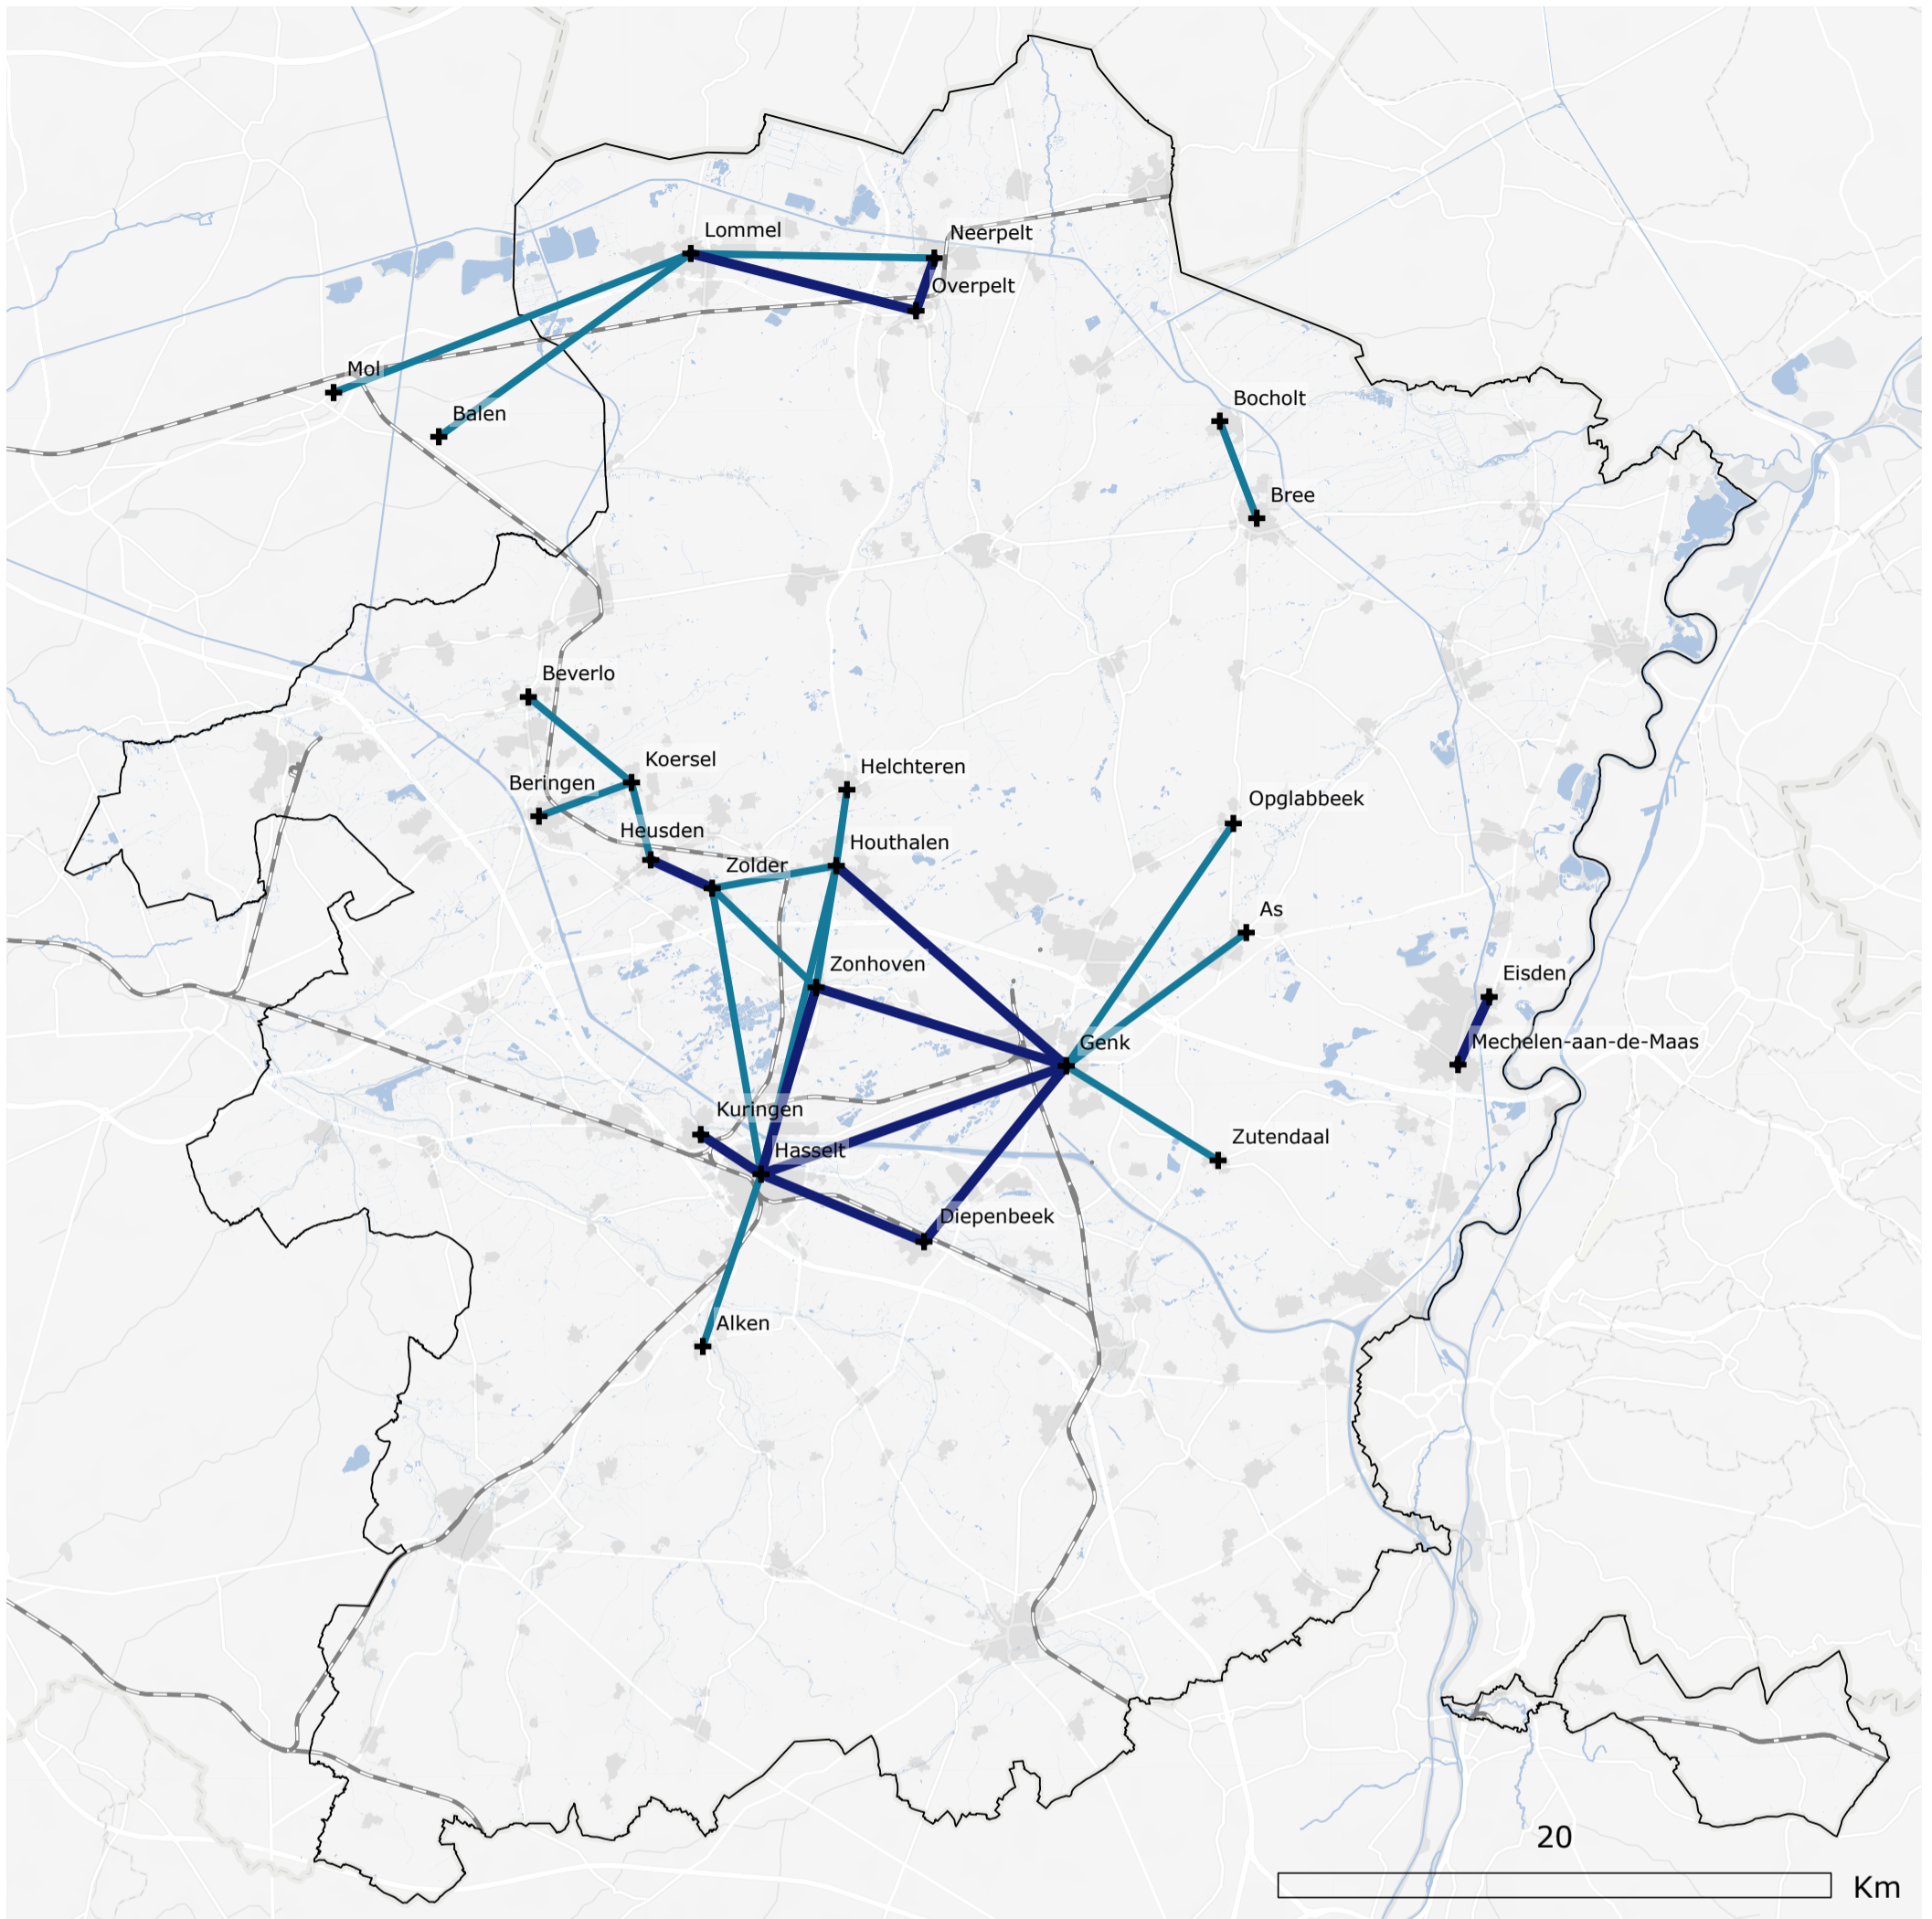 Lommel
Neerpelt
Overpelt
Mol
Balen
Bocholt
Bree
Beverlo
Koersel
Helchteren
Beringen
Opglabbeek
Heusden
Houthalen
Zolder
As
Zonhoven
Eisden
Genk
Mechelen-aan-de-Maas
Kuringen
Zutendaal
Hasselt
Diepenbeek
Alken
20
Km